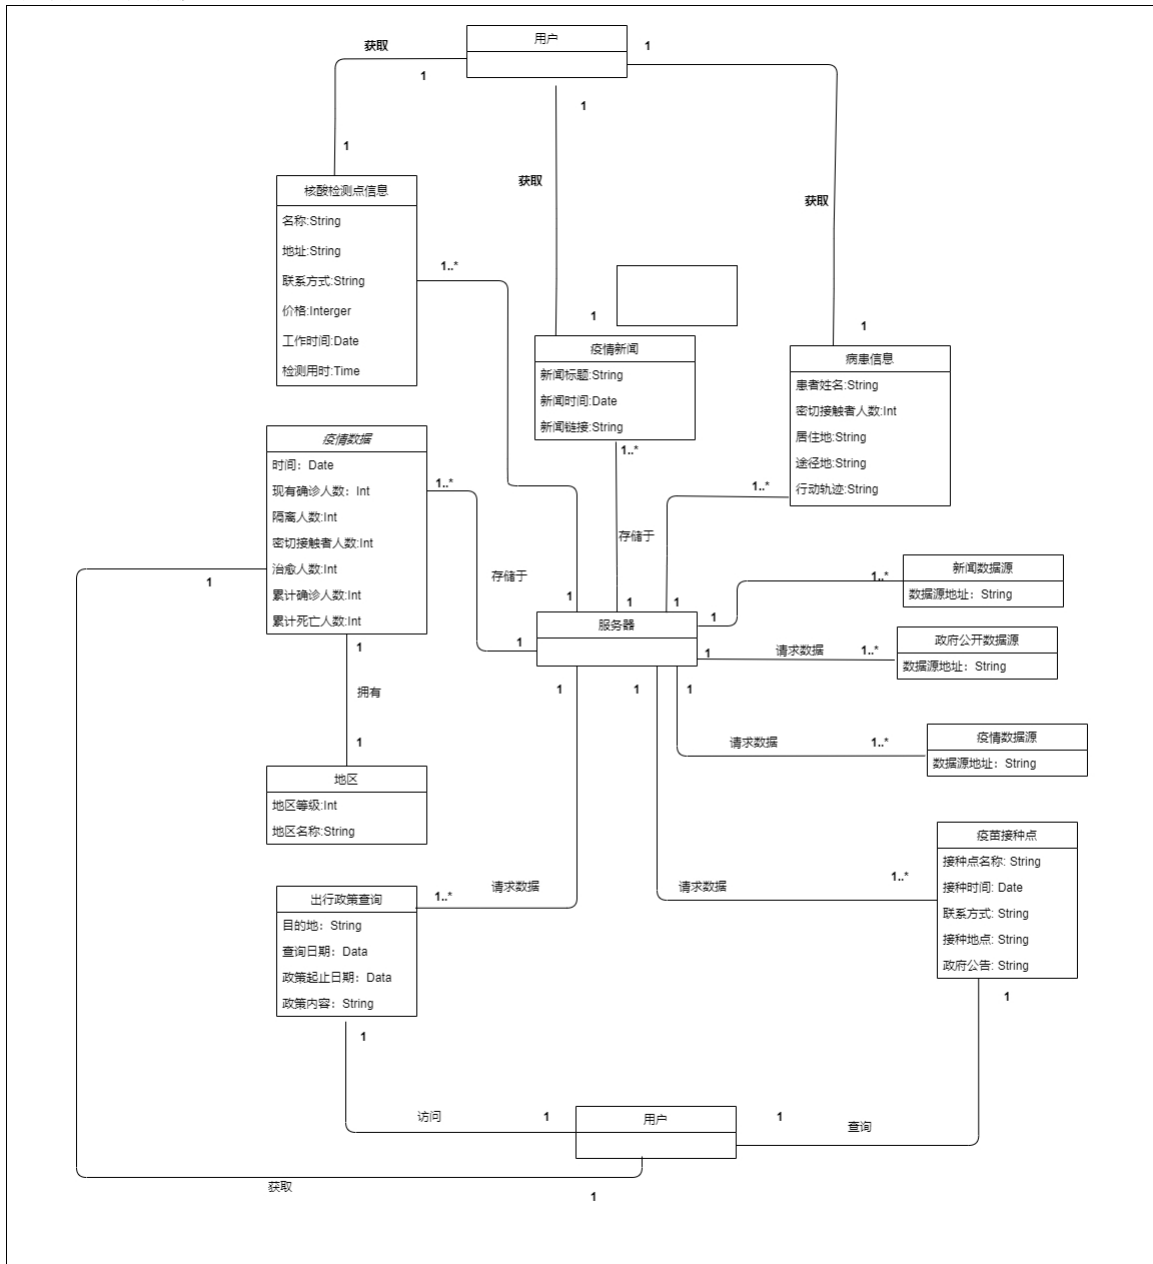 用户
获取
1
1
1
1
获取
获取
1
1
1
核酸检测点信息
名称:String
地址:String
联系方式:String
价格:Interger
工作时间:Date
检测用时:Time
1..*
疫情新闻
新闻标题:String
新闻时间:Date
新闻链接:String
1..*
病患信息
患者姓名:String
密切接触者人数:Int
居住地:String
途径地:String
行动轨迹:String
1..*
疫情数据
时间：Date
现有确诊人数：Int
隔离人数:Int
密切接触者人数:Int
治愈人数:Int
累计确诊人数:Int
累计死亡人数:Int
1..*
1
存储于
存储于
1
1
1
1
服务器
1
1..*
新闻数据源
数据源地址：String
1
请求数据
1..*
政府公开数据源
数据源地址：String
1
拥有
1
1
1
1
请求数据
1..*
疫情数据源
数据源地址：String
地区
地区等级:Int
地区名称:String
请求数据
1..*
请求数据
1..*
疫苗接种点
接种点名称: String
接种时间: Date
联系方式: String
接种地点: String
政府公告: String
出行政策查询
目的地：String
查询日期：Data
政策起止日期：Data
政策内容：String
1
1
访问
1
用户
1
查询
获取
1